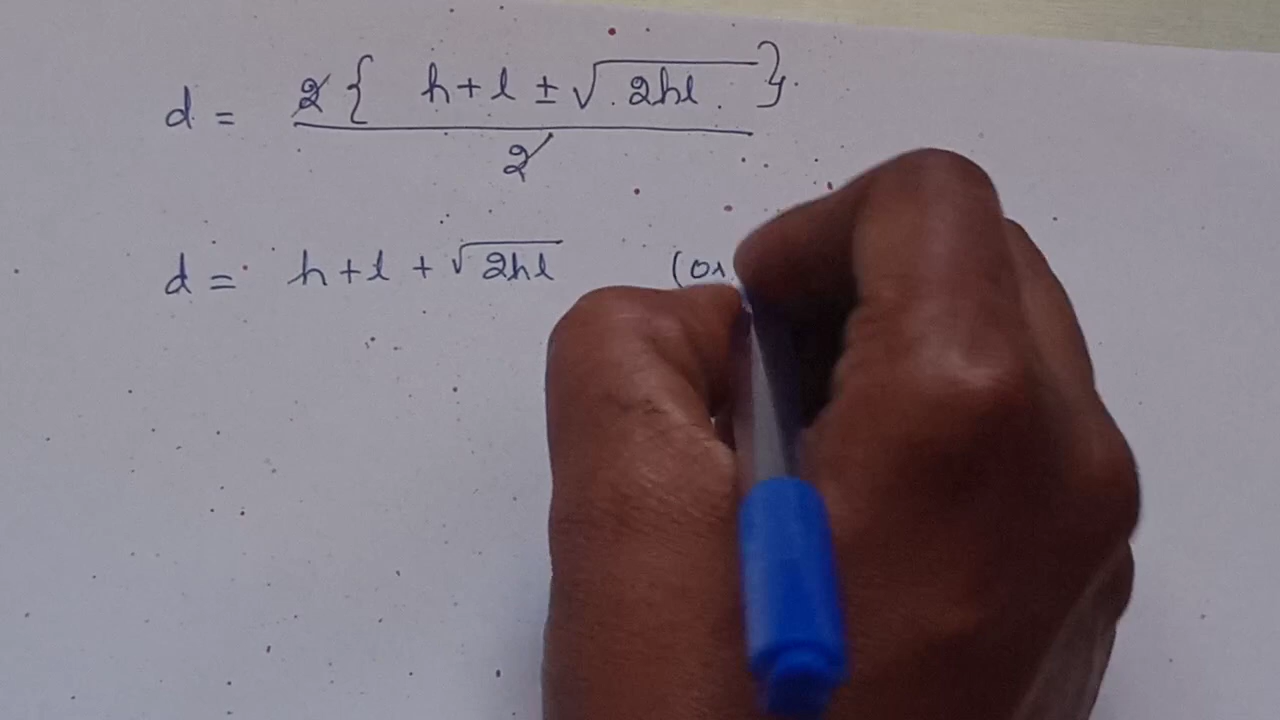 d = 2{ h+l ± √2hl }
2
d = h+l + √2hl (or